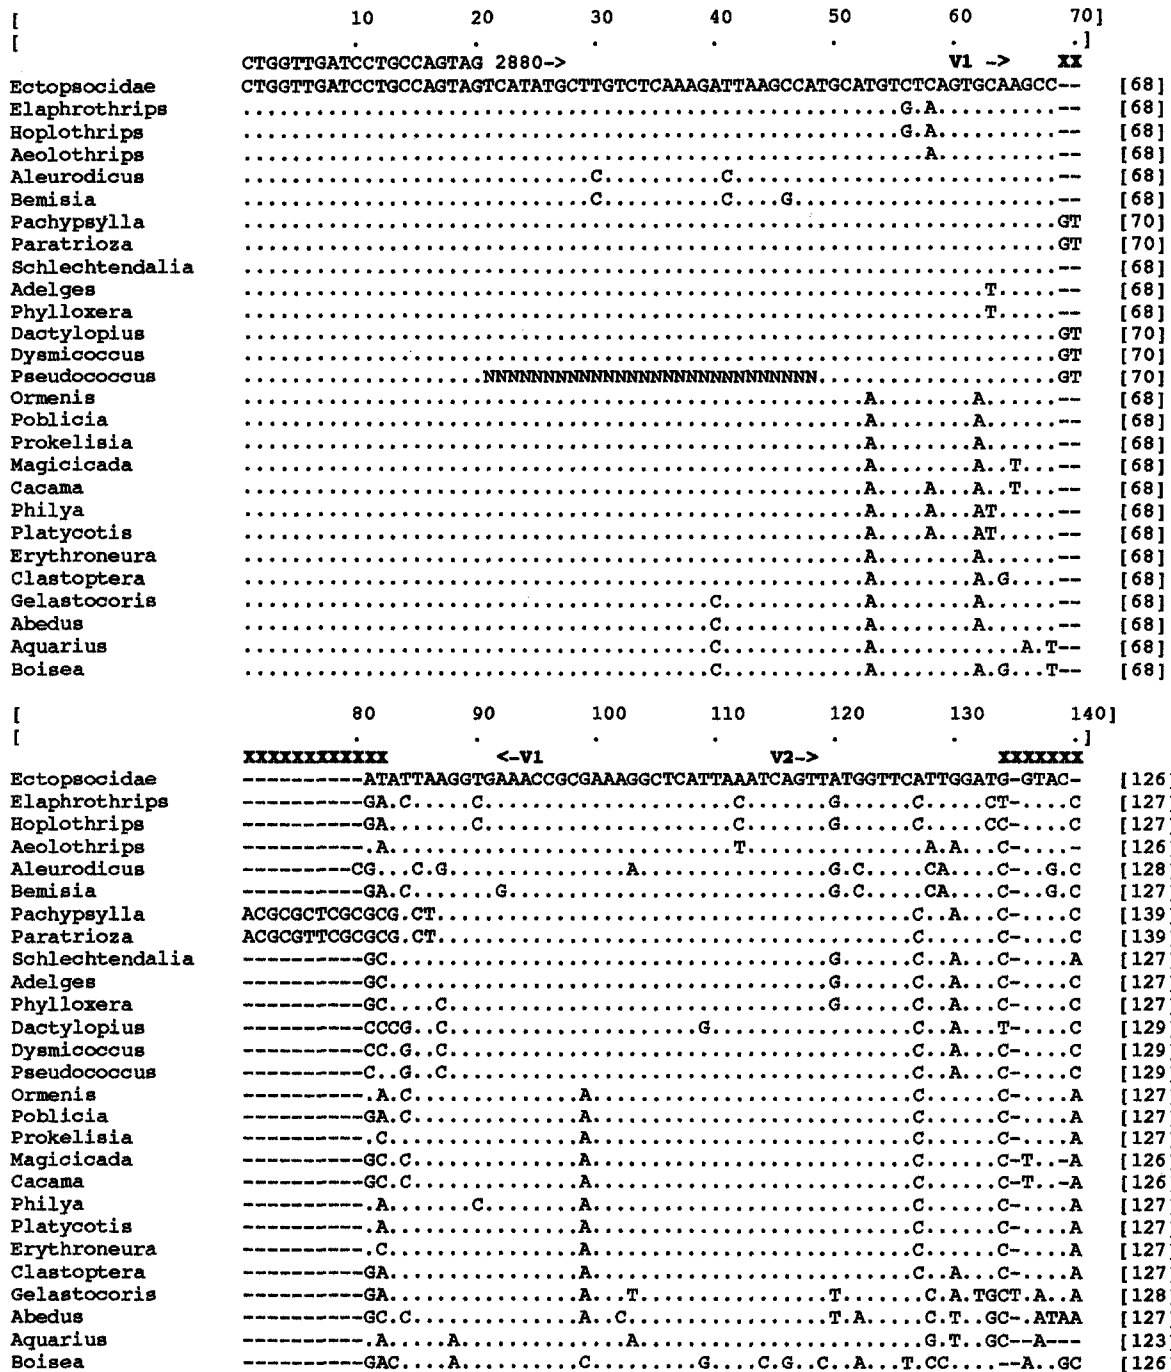 [ 10 20 30 40 50 60 70]
[ . . . . . . .]
CTGGTTGATCCTGCCAGTAG 2880-> V1 -> XX
Ectopsocidae CTGGTTGATCCTGCCAGTAGTCATATGCTTGTCTCAAAGATTAAGCCATGCATGTCTCAGTGCAAGCC-- [68]
Elaphrothrips .......................................................G.A..........-- [68]
Hoplothrips .......................................................G.A..........-- [68]
Aeolothrips .........................................................A..........-- [68]
Aleurodicus .............................C..........C...........................-- [68]
Bemisia .............................C..........C....G......................-- [68]
Pachypsylla ....................................................................GT [70]
Paratrioza ....................................................................GT [70]
Schlechtendalia ....................................................................-- [68]
Adelges ..............................................................T.....-- [68]
Phylloxera ..............................................................T.....-- [68]
Dactylopius ....................................................................GT [70]
Dysmicoccus ....................................................................GT [70]
Pseudococcus ....................NNNNNNNNNNNNNNNNNNNNNNNNNNNN....................GT [70]
Ormenis ....................................................A........A......-- [68]
Poblicia ....................................................A........A......-- [68]
Prokelisia ....................................................A........A......-- [68]
Magicicada ....................................................A........A..T...-- [68]
Cacama ....................................................A....A...A..T...-- [68]
Philya ....................................................A....A...AT.....-- [68]
Platycotis ....................................................A....A...AT.....-- [68]
Erythroneura ....................................................A........A......-- [68]
Clastoptera ....................................................A........A.G....-- [68]
Gelastocoris .......................................C............A........A......-- [68]
Abedus .......................................C............A........A......-- [68]
Aquarius .......................................C............A............A.T-- [68]
Boisea .......................................C............A........A.G...T-- [68]
[ 80 90 100 110 120 130 140]
[ . . . . . . .]
XXXXXXXXXXXX <-V1 V2-> XXXXXXX
Ectopsocidae ----------ATATTAAGGTGAAACCGCGAAAGGCTCATTAAATCAGTTATGGTTCATTGGATG-GTAC- [126]
Elaphrothrips ----------GA.C.....C.....................C.......G......C.....CT-....C [127]
Hoplothrips ----------GA.......C.....................C.......G......C.....CC-....C [127]
Aeolothrips ----------.A.............................T...............A.A...C-....- [126]
Aleurodicus ---------CG...C.G...............A................G.C.....CA....C-..G.C [128]
Bemisia ----------GA.C.......G...........................G.C.....CA....C-..G.C [127]
Pachypsylla ACGCGCTCGCGCG.CT........................................C..A...C-....C [139]
Paratrioza ACGCGTTCGCGCG.CT........................................C......C-....C [139]
Schlechtendalia ----------GC.....................................G......C..A...C-....A [127]
Adelges ----------GC.....................................G......C..A...C-....C [127]
Phylloxera ----------GC....C................................G......C..A...C-....C [127]
Dactylopius ----------CCCG..C.....................G.................C..A...T-....C [129]
Dysmicoccus ----------CC.G..C.......................................C..A...C-....C [129]
Pseudococcus ----------C..G..C.......................................C..A...C-....C [129]
Ormenis ----------.A.C..............A...........................C......C-....A [127]
Poblicia ----------GA.C..............A...........................C......C-....A [127]
Prokelisia ----------.C................A...........................C......C-....A [127]
Magicicada ----------GC.C..............A...........................C......C-T..-A [126]
Cacama ----------GC.C..............A...........................C......C-T..-A [126]
Philya ----------.A.......C........A...........................C......C-....A [127]
Platycotis ----------.A................A...........................C......C-....A [127]
Erythroneura ----------.C................A...........................C......C-....A [127]
Clastoptera ----------GA................A...........................C..A...C-....A [127]
Gelastocoris ----------GA................A...T................T.......C.A.TGCT.A..A [128]
Abedus ----------GC.C..............A..C.................T.A.....C.T..GC-.ATAA [127]
Aquarius ----------.A.....A..............A........................G.T..GC--A--- [123]
Boisea ----------GAC....A..........C.........G....C.G..C..A...T.CC....--A..GC [126]